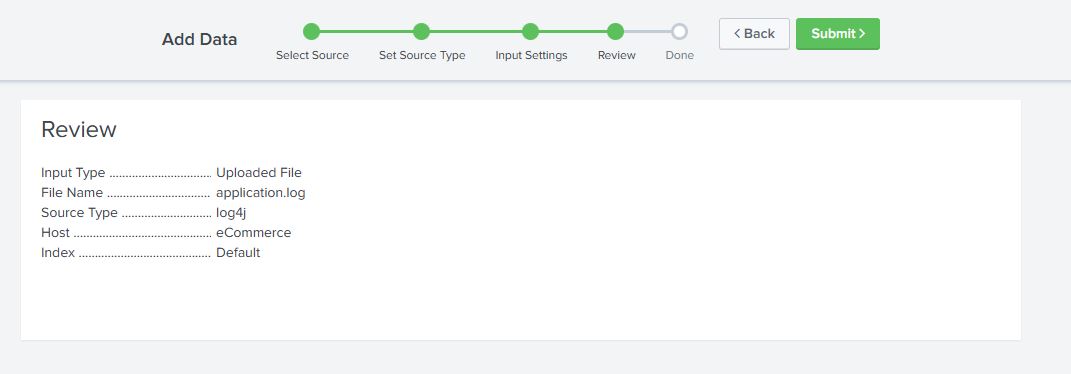 Add Data
Select Source
Set Source Type
Input Settings
Review
Done
< Back
Submit >
Review
Input Type ................................. Uploaded File
File Name ................................. application.log
Source Type ............................. log4j
Host ............................................. eCommerce
Index ........................................... Default